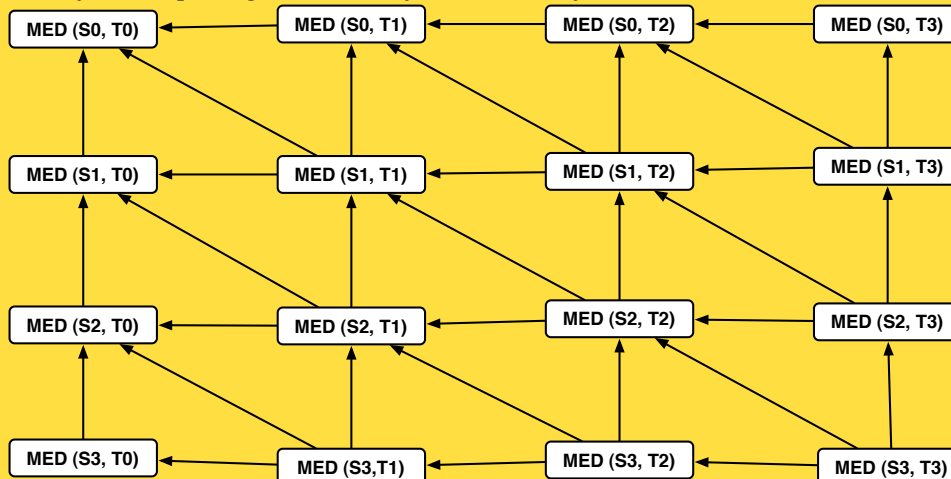 MED (S0, T0)
MED (S0, T1)
MED (S0, T2)
MED (S0, T3)
MED (S1, T0)
MED (S1, T1)
MED (S1, T2)
MED (S1, T3)
MED (S2, T0)
MED (S2, T1)
MED (S2, T2)
MED (S2, T3)
MED (S3, T0)
MED (S3,T1)
MED (S3, T2)
MED (S3, T3)